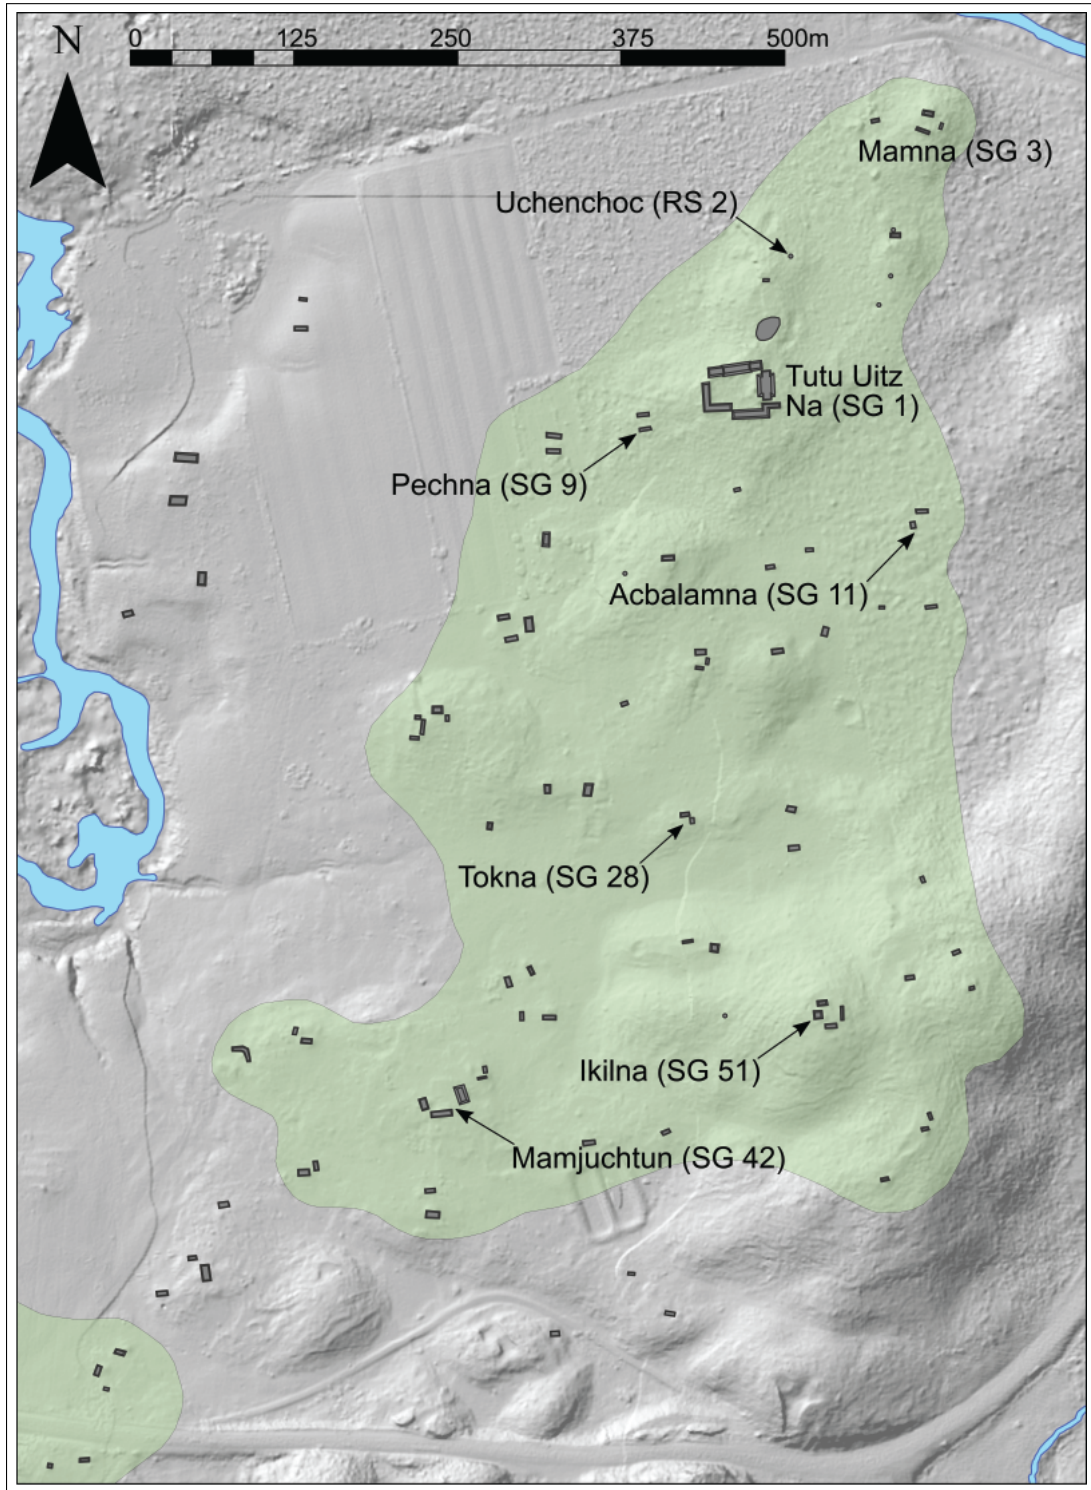 N
0 125 250 375 500m
Mamna (SG 3)
Uchenchoc (RS 2)
Tutu Uitz
Na (SG 1)
Pechna (SG 9)
Acbalamna (SG 11)
Tokna (SG 28)
Ikilna (SG 51)
Mamjuchtun (SG 42)